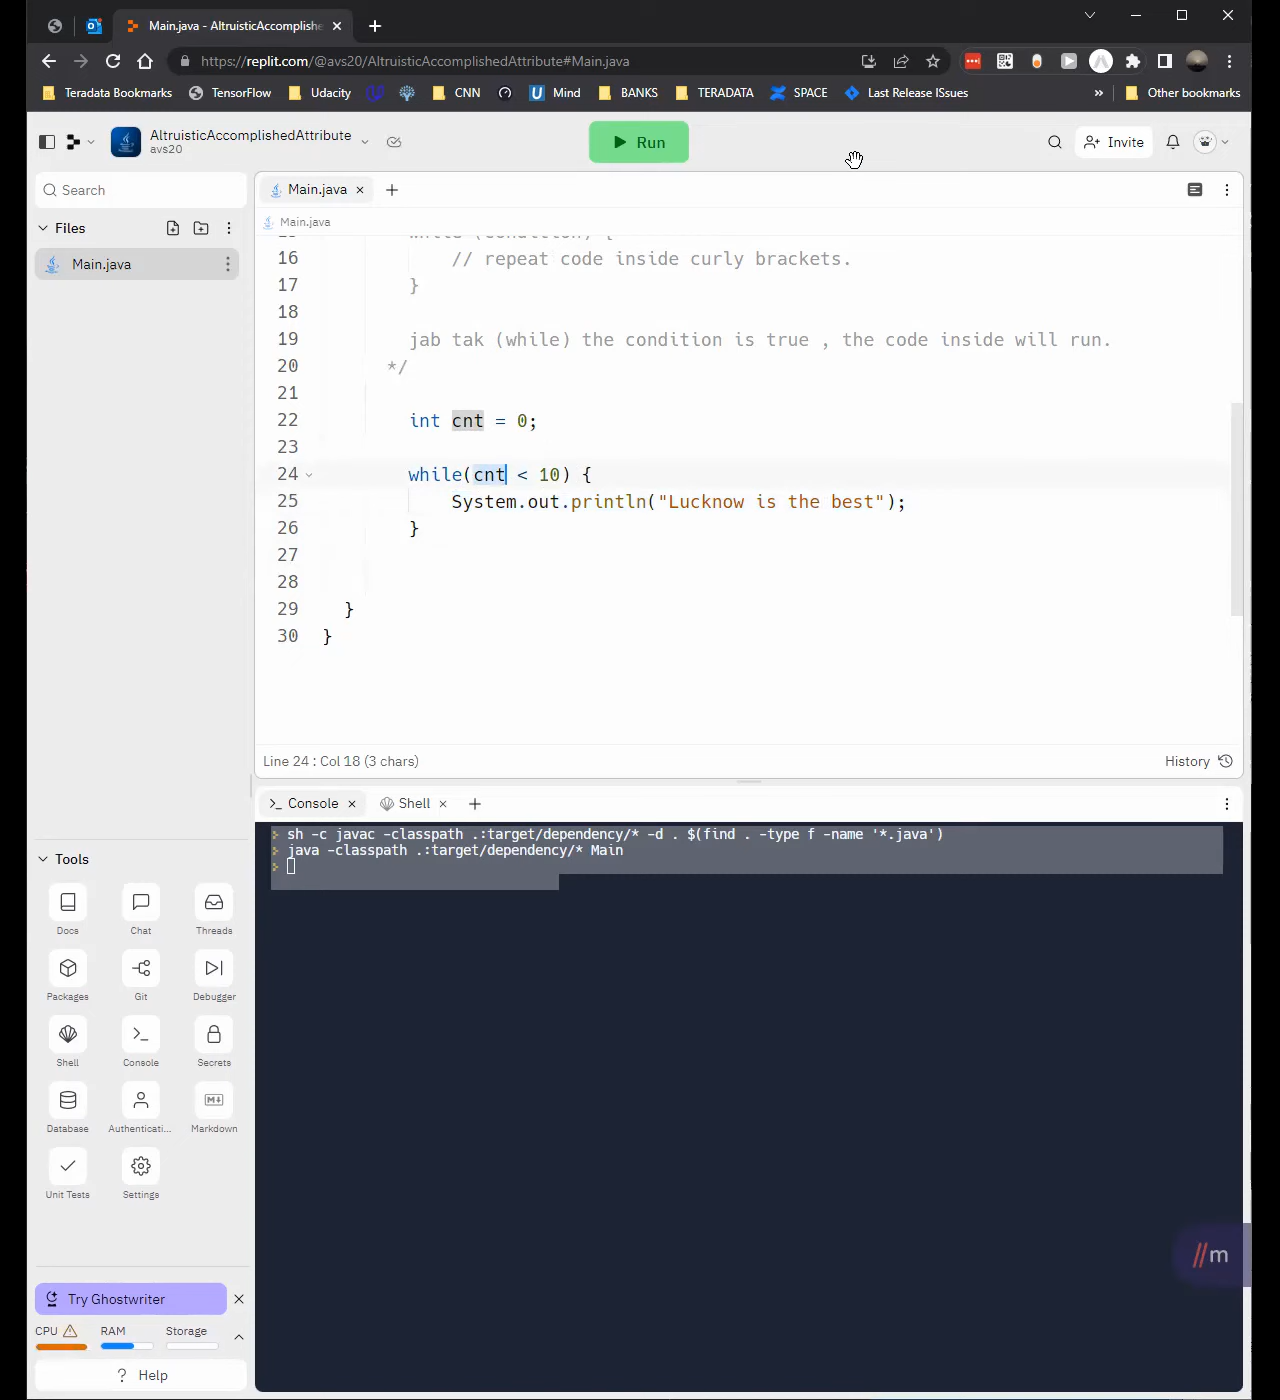 Main.java - AltruisticAccomplishe
https://replit.com/@avs20/AltruisticAccomplishedAttribute#Main.java
Teradata Bookmarks TensorFlow Udacity CNN Mind BANKS TERADATA SPACE Last Release ISsues » Other bookmarks
AltruisticAccomplishedAttribute
avs20
Run
Invite
Search
Files
Main.java
Main.java
Main.java
15 while (condition) {
16 // repeat code inside curly brackets.
17 }
18
19 jab tak (while) the condition is true , the code inside will run.
20 */
21
22 int cnt = 0;
23
24 while(cnt < 10) {
25 System.out.println("Lucknow is the best");
26 }
27
28
29 }
30 }
Line 24 : Col 18 (3 chars)
History
Console
Shell
sh -c javac -classpath .:target/dependency/* -d . $(find . -type f -name '*.java')
java -classpath .:target/dependency/* Main
Tools
Docs Chat Threads
Packages Git Debugger
Shell Console Secrets
Database Authenticati... Markdown
Unit Tests Settings
Try Ghostwriter
CPU RAM Storage
? Help
//m